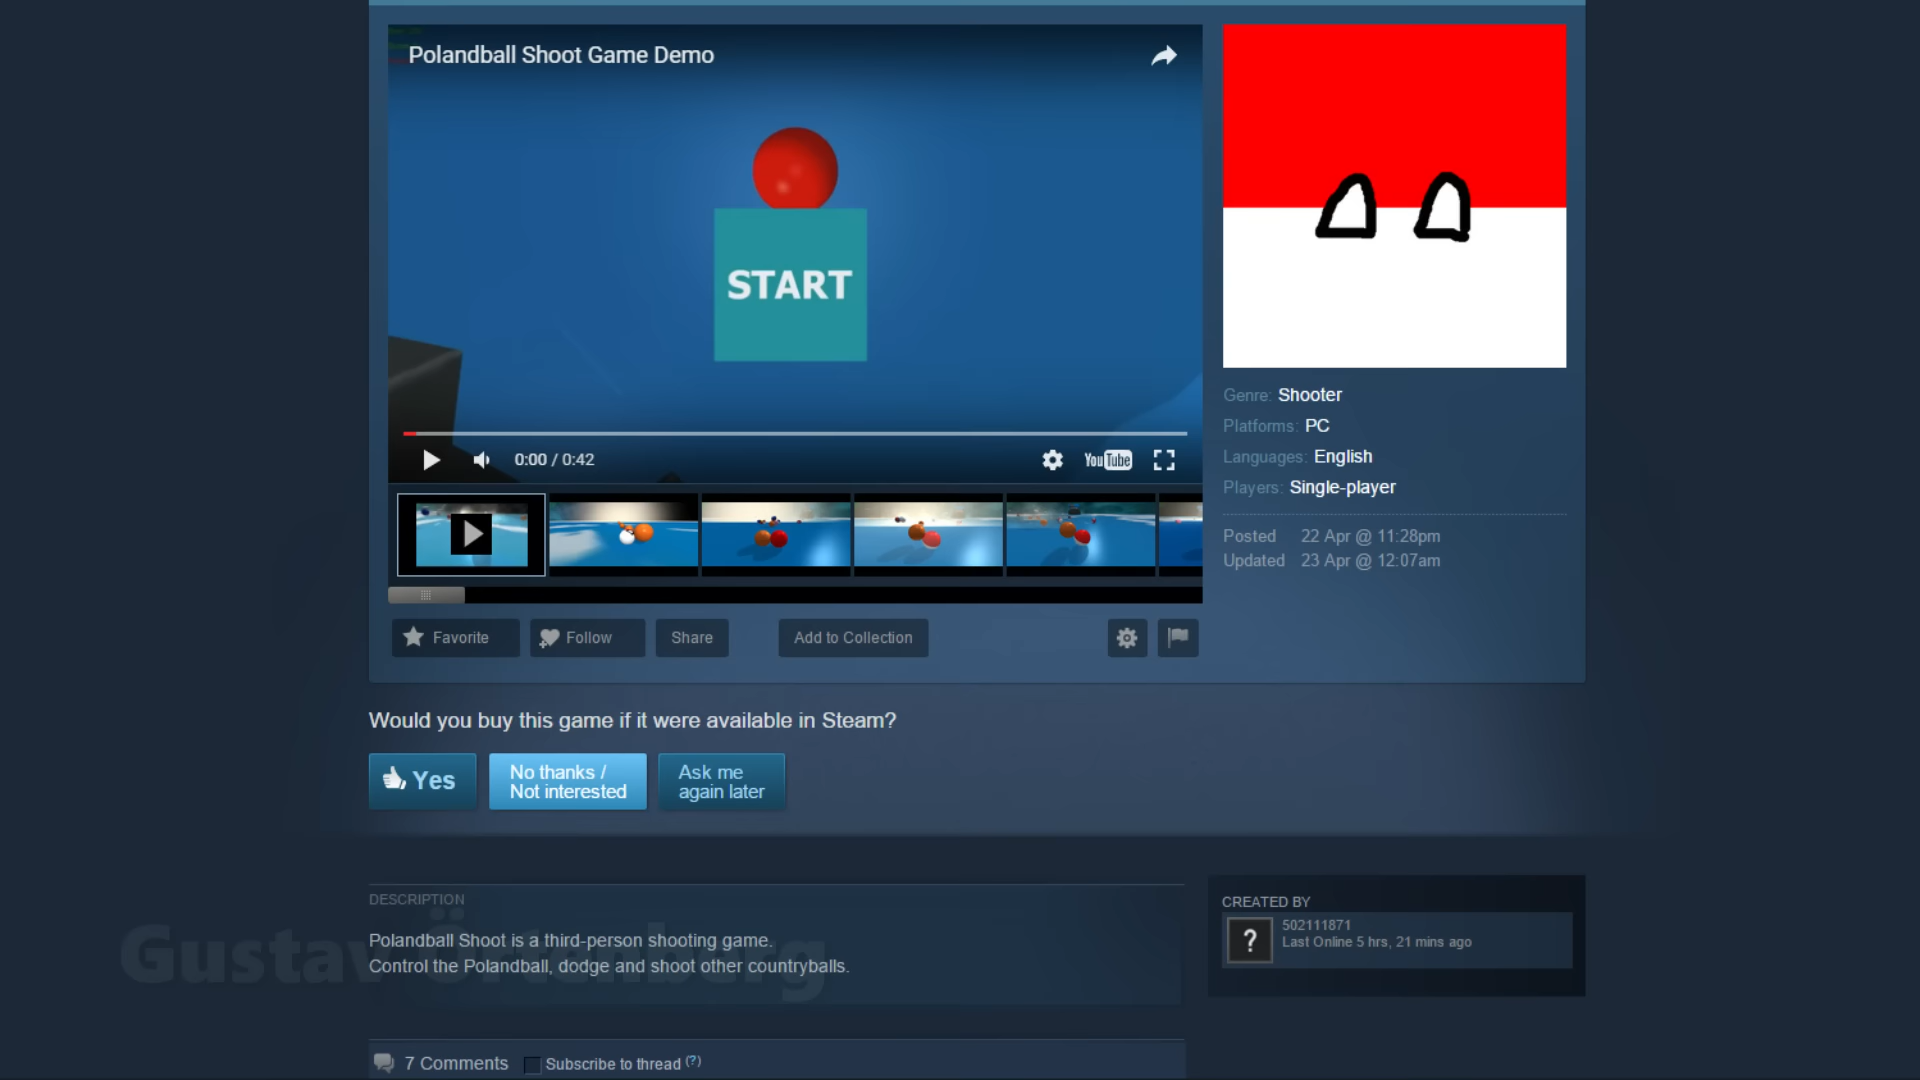 Polandball Shoot Game Demo
START
0:00 / 0:42
YouTube
Genre: Shooter
Platforms: PC
Languages: English
Players: Single-player
Posted 22 Apr @ 11:28pm
Updated 23 Apr @ 12:07am
Favorite
Follow
Share
Add to Collection
Would you buy this game if it were available in Steam?
Yes
No thanks /
Not interested
Ask me
again later
DESCRIPTION
Polandball Shoot is a third-person shooting game.
Control the Polandball, dodge and shoot other countryballs.
Gustav Örtenberg
CREATED BY
?
502111871
Last Online 5 hrs, 21 mins ago
7 Comments
Subscribe to thread (?)